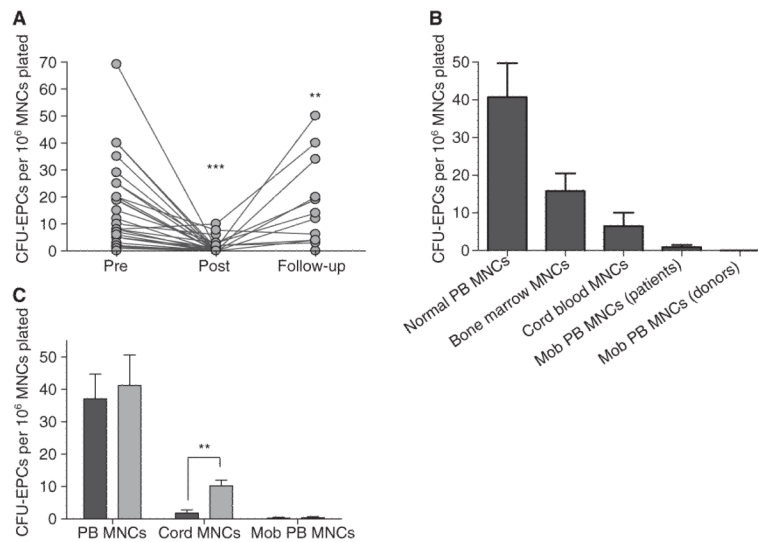 A
CFU-EPCs per 10⁶ MNCs plated
70
60
50
40
30
20
10
0
***
**
Pre Post Follow-up
B
CFU-EPCs per 10⁶ MNCs plated
50
40
30
20
10
0
Normal PB MNCs
Bone marrow MNCs
Cord blood MNCs
Mob PB MNCs (patients)
Mob PB MNCs (donors)
C
CFU-EPCs per 10⁶ MNCs plated
50
40
30
20
10
0
**
PB MNCs Cord MNCs Mob PB MNCs